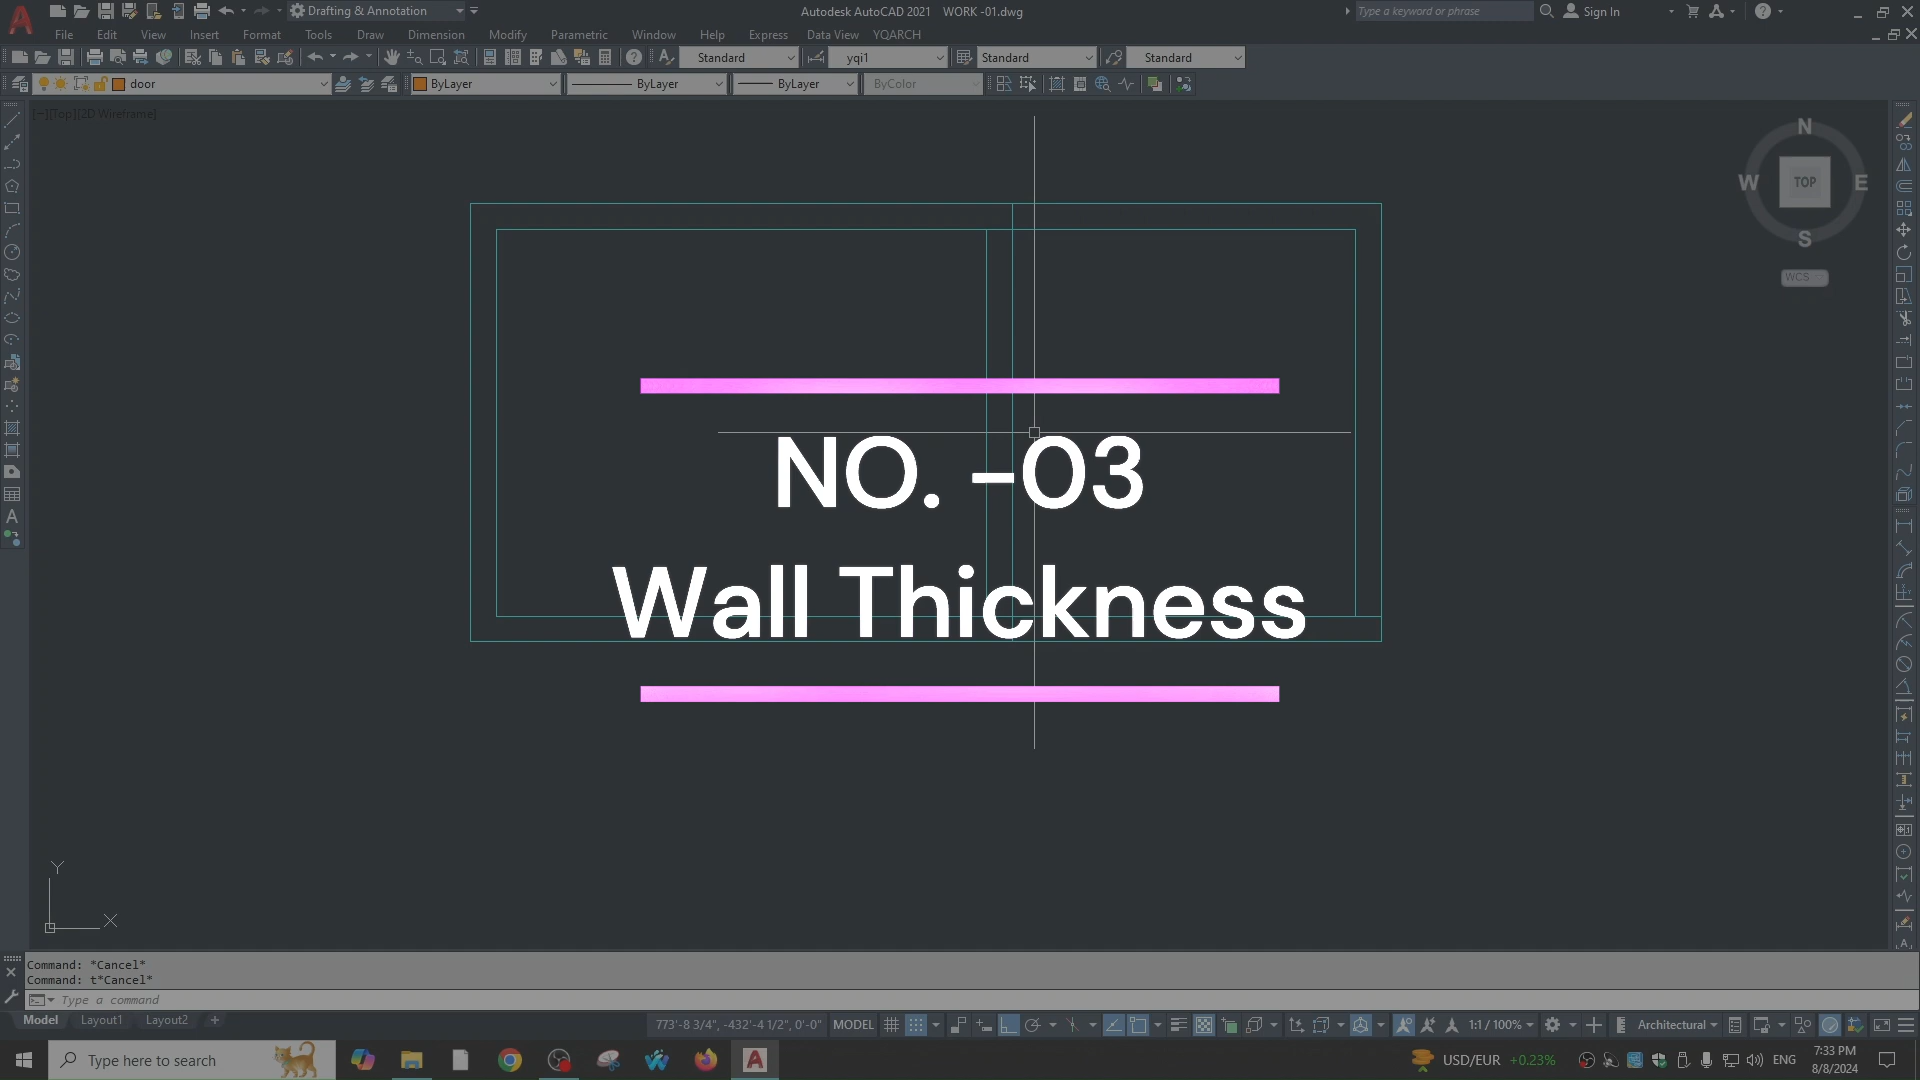 Drafting & Annotation
Autodesk AutoCAD 2021 WORK -01.dwg
Type a keyword or phrase
Sign In
File Edit View Insert Format Tools Draw Dimension Modify Parametric Window Help Express Data View YQARCH
Standard yqi1 Standard Standard
door ByLayer ByLayer ByLayer ByColor
[−][Top][2D Wireframe]
N
W TOP E
S
WCS
NO. -03
Wall Thickness
Y
X
Command: *Cancel*
Command: t*Cancel*
Type a command
Model Layout1 Layout2 +
773'-8 3/4", -432'-4 1/2", 0'-0" MODEL 1:1 / 100% Architectural
Type here to search
USD/EUR +0.23%
ENG
7:33 PM
8/8/2024